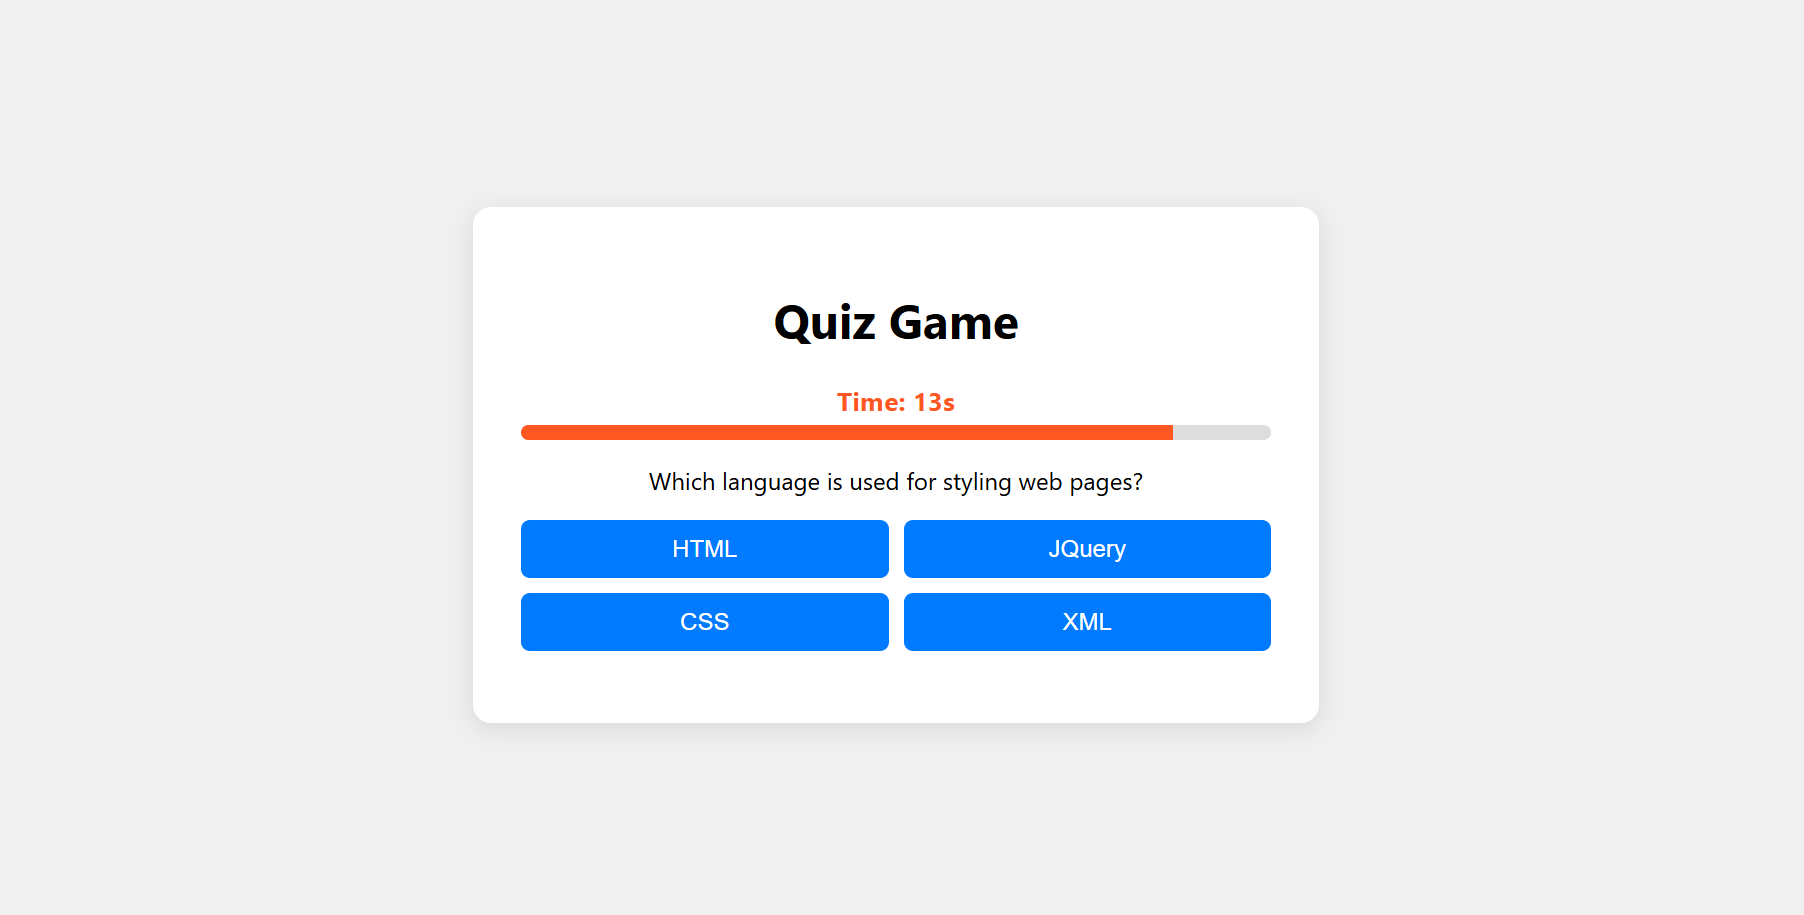 Quiz Game
Time: 13s
Which language is used for styling web pages?
HTML
JQuery
CSS
XML